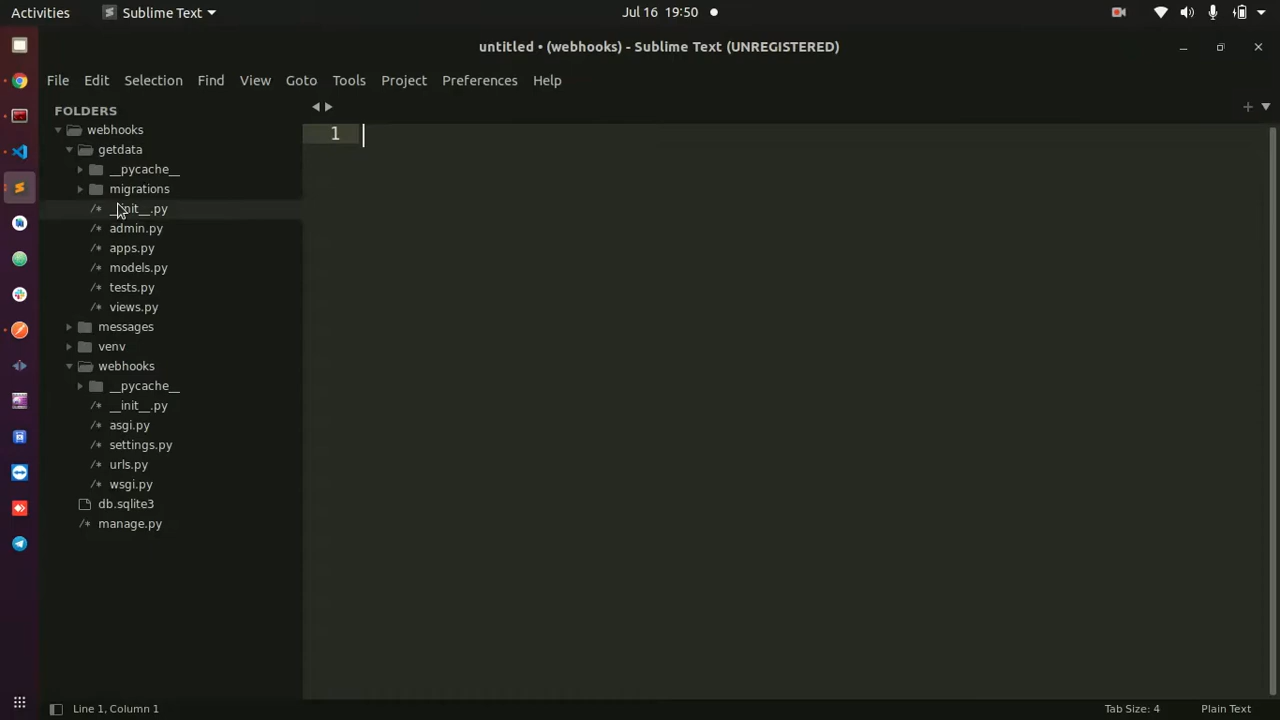 Activities
Sublime Text
Jul 16 19:50
untitled • (webhooks) - Sublime Text (UNREGISTERED)
File Edit Selection Find View Goto Tools Project Preferences Help
FOLDERS
webhooks
getdata
__pycache__
migrations
__init__.py
admin.py
apps.py
models.py
tests.py
views.py
messages
venv
webhooks
__pycache__
__init__.py
asgi.py
settings.py
urls.py
wsgi.py
db.sqlite3
manage.py
1
Line 1, Column 1
Tab Size: 4
Plain Text